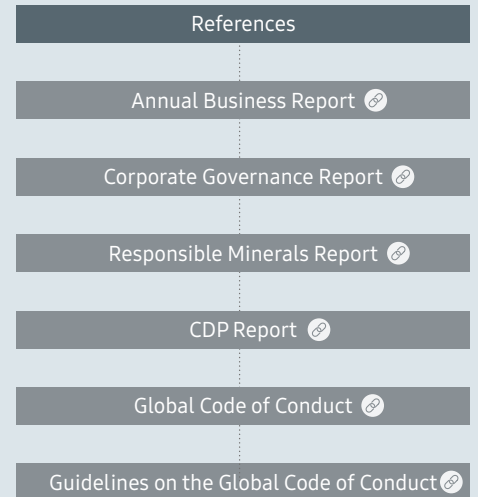 References
Annual Business Report
Corporate Governance Report
Responsible Minerals Report
CDP Report
Global Code of Conduct
Guidelines on the Global Code of Conduct